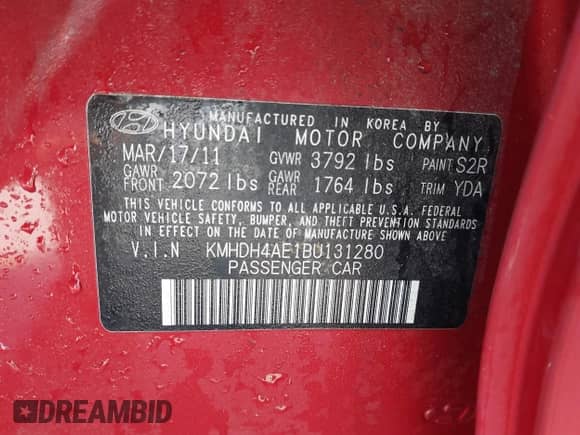 MANUFACTURED IN KOREA BY
HYUNDAI MOTOR COMPANY
MAR/17/11 GVWR 3792 lbs PAINT S2R
GAWR FRONT 2072 lbs GAWR REAR 1764 lbs TRIM YDA
THIS VEHICLE CONFORMS TO ALL APPLICABLE U.S.A. FEDERAL
MOTOR VEHICLE SAFETY, BUMPER, AND THEFT PREVENTION STANDARDS
IN EFFECT ON THE DATE OF MANUFACTURE SHOWN ABOVE.
V.I.N KMHDH4AE1BU131280
PASSENGER CAR
DREAMBID